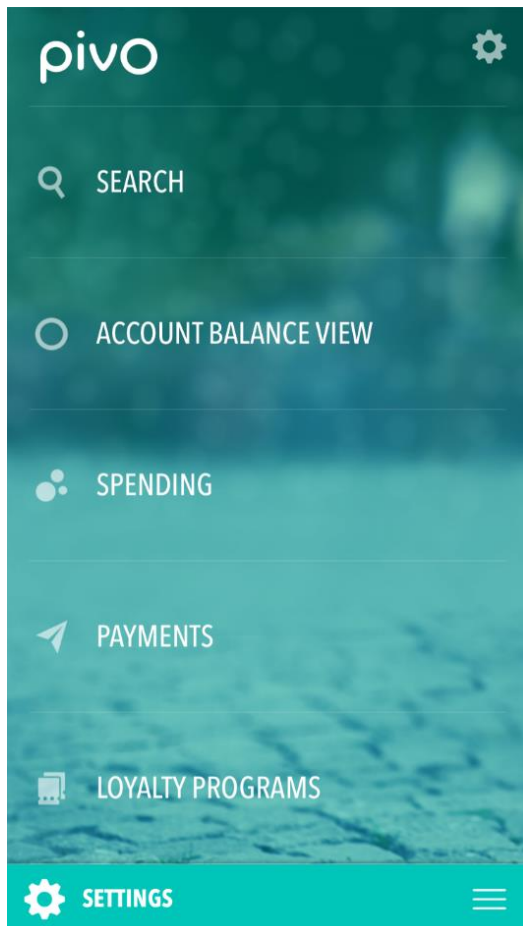 pivo
SEARCH
ACCOUNT BALANCE VIEW
SPENDING
PAYMENTS
LOYALTY PROGRAMS
SETTINGS